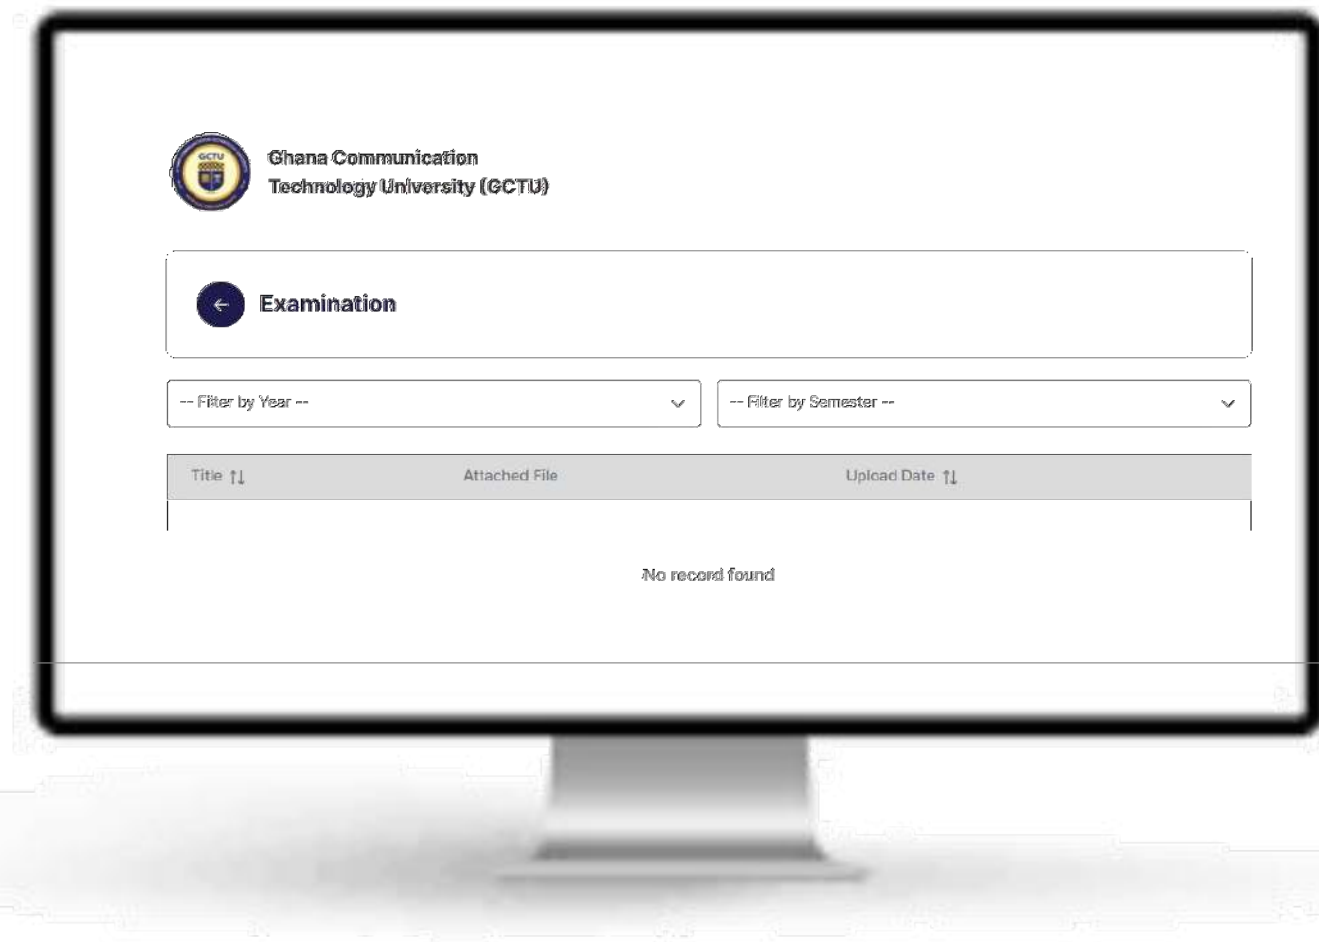 GCTU
Ghana Communication
Technology University (GCTU)
Examination
-- Filter by Year --
-- Filter by Semester --
Title ↑↓ Attached File Upload Date ↑↓
No record found